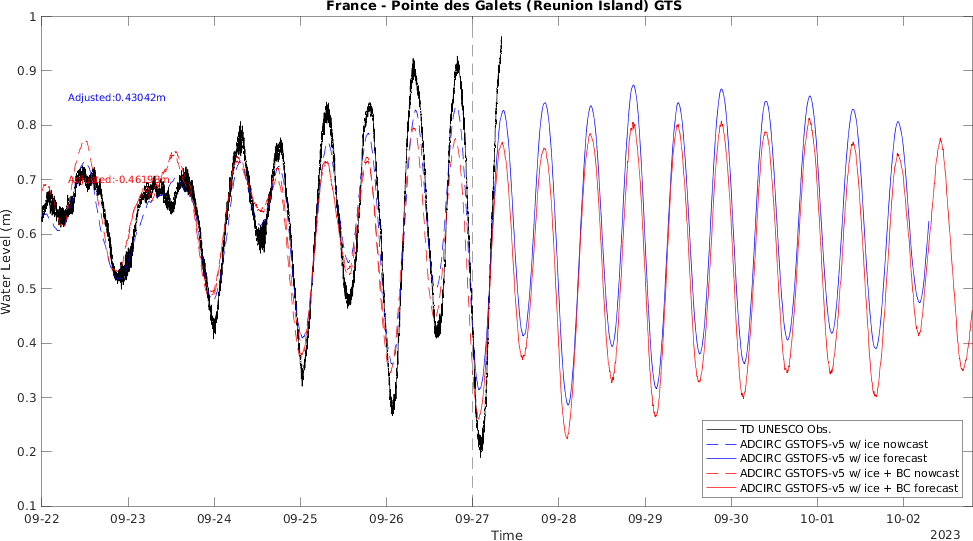 France - Pointe des Galets (Reunion Island) GTS
1
0.9
0.8
0.7
0.6
0.5
0.4
0.3
0.2
0.1
Water Level (m)
Adjusted:0.43042m
TD UNESCO Obs.
ADCIRC GSTOFS-v5 w/ ice nowcast
ADCIRC GSTOFS-v5 w/ ice forecast
ADCIRC GSTOFS-v5 w/ ice + BC nowcast
ADCIRC GSTOFS-v5 w/ ice + BC forecast
09-22 09-23 09-24 09-25 09-26 09-27 09-28 09-29 09-30 10-01 10-02
Time
2023